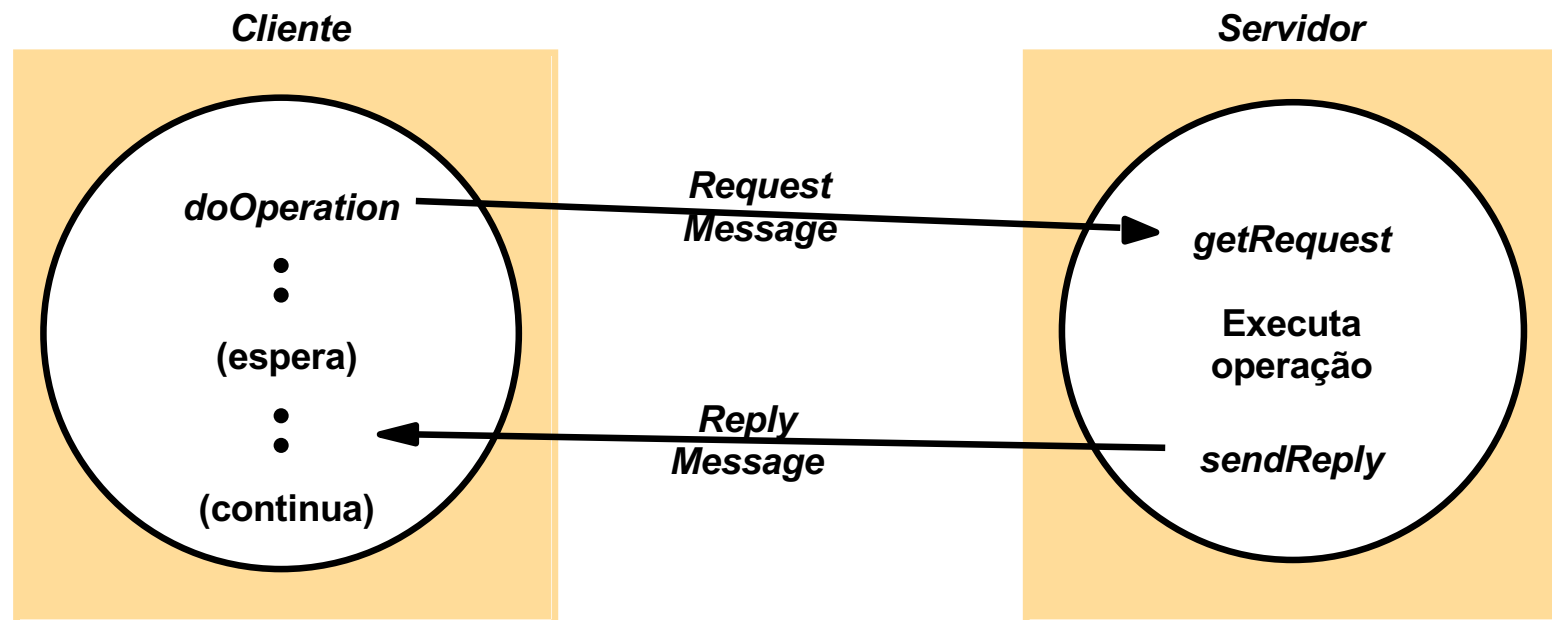 Cliente
Servidor
doOperation
Request
Message
getRequest
(espera)
Executa
operação
Reply
Message
sendReply
(continua)